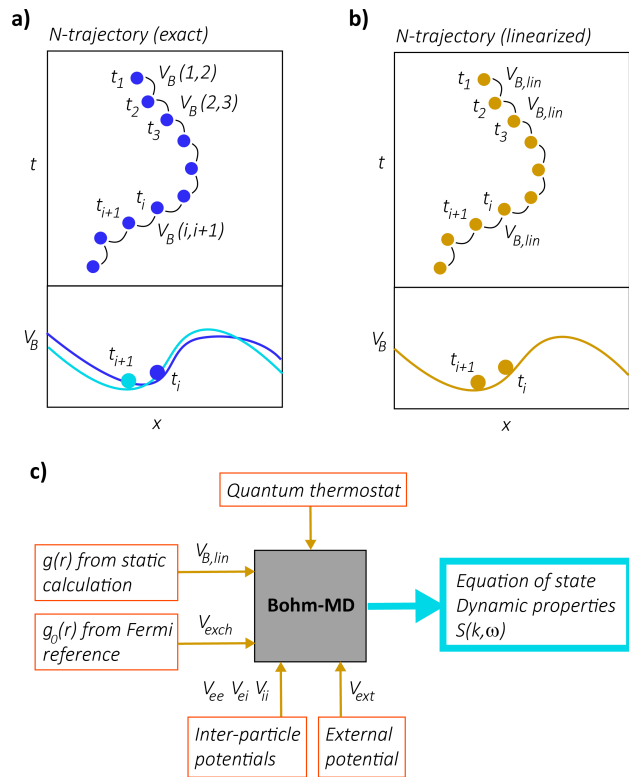 a)
N-trajectory (exact)
t1
VB(1,2)
t2
VB(2,3)
t3
t
ti+1
ti
VB(i,i+1)
VB
ti+1
ti
x
b)
N-trajectory (linearized)
t1
VB,lin
t2
VB,lin
t3
t
ti+1
ti
VB,lin
VB
ti+1
ti
x
c)
Quantum thermostat
g(r) from static
calculation
VB,lin
g0(r) from Fermi
reference
Vexch
Bohm-MD
Equation of state
Dynamic properties
S(k,ω)
Vee Vei Vii
Vext
Inter-particle
potentials
External
potential